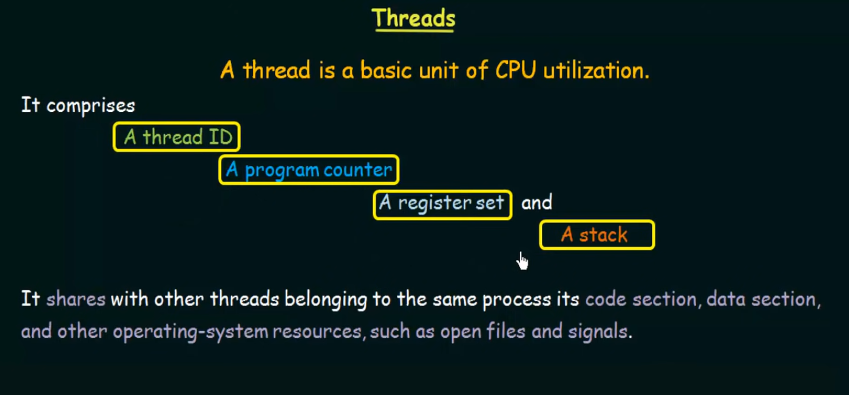 Threads
A thread is a basic unit of CPU utilization.
It comprises
A thread ID
A program counter
A register set and
A stack
It shares with other threads belonging to the same process its code section, data section,
and other operating-system resources, such as open files and signals.